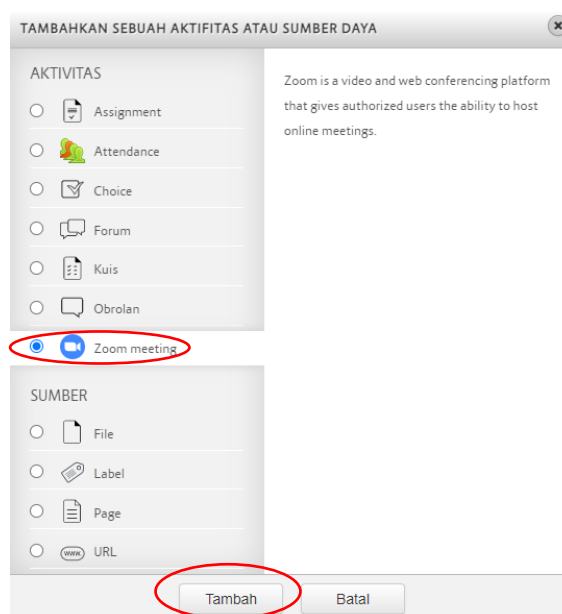 TAMBAHKAN SEBUAH AKTIFITAS ATAU SUMBER DAYA
AKTIVITAS
Assignment
Attendance
Choice
Forum
Kuis
Obrolan
Zoom meeting
SUMBER
File
Label
Page
www URL
Zoom is a video and web conferencing platform
that gives authorized users the ability to host
online meetings.
Tambah
Batal